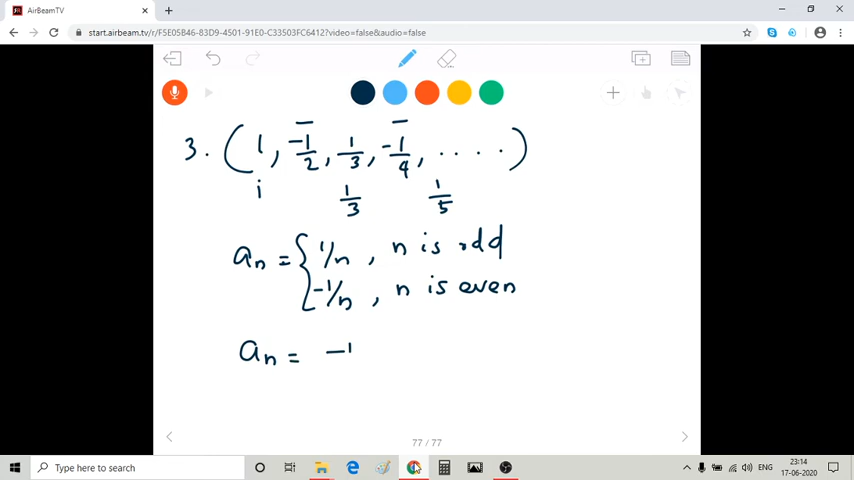 AirBeamTV
start.airbeam.tv/r/F5E05B46-83D9-4501-91E0-C33503FC6412?video=false&audio=false
3. (1, -1/2, 1/3, -1/4, .....)
1 1/3 1/5
an = { 1/n , n is odd
-1/n , n is even
an = -1
77 / 77
Type here to search
ENG
23:14
17-06-2020